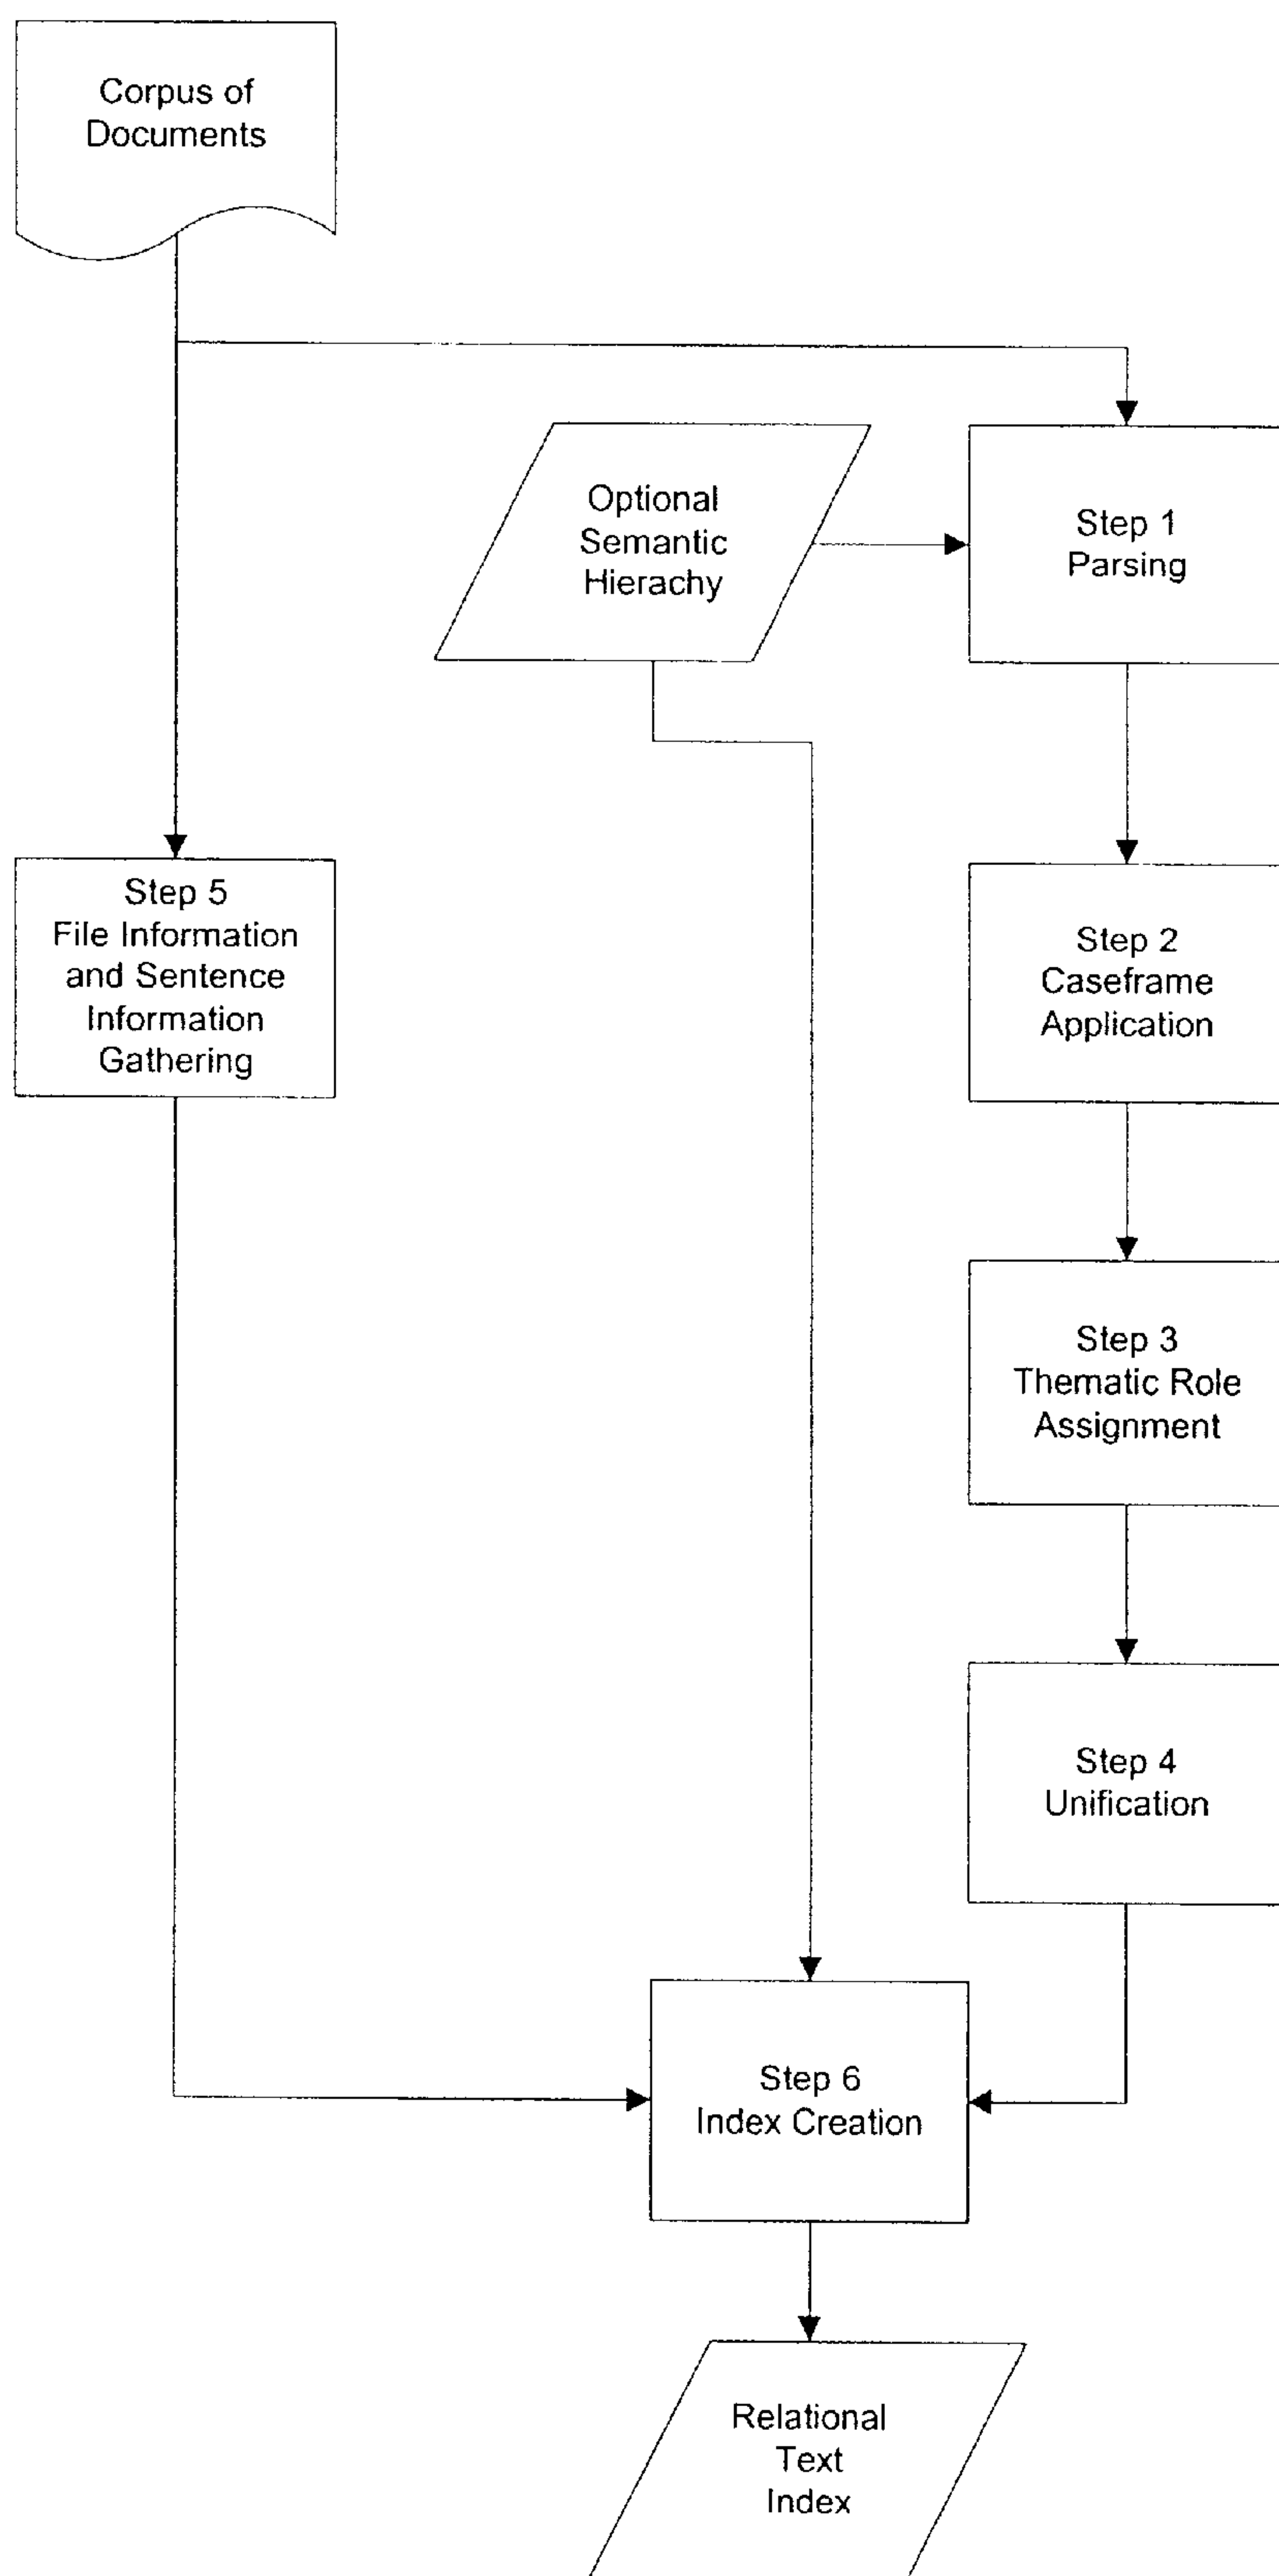 Corpus of
Documents
Optional
Semantic
Hierachy
Step 1
Parsing
Step 5
File Information
and Sentence
Information
Gathering
Step 2
Caseframe
Application
Step 3
Thematic Role
Assignment
Step 4
Unification
Step 6
Index Creation
Relational
Text
Index